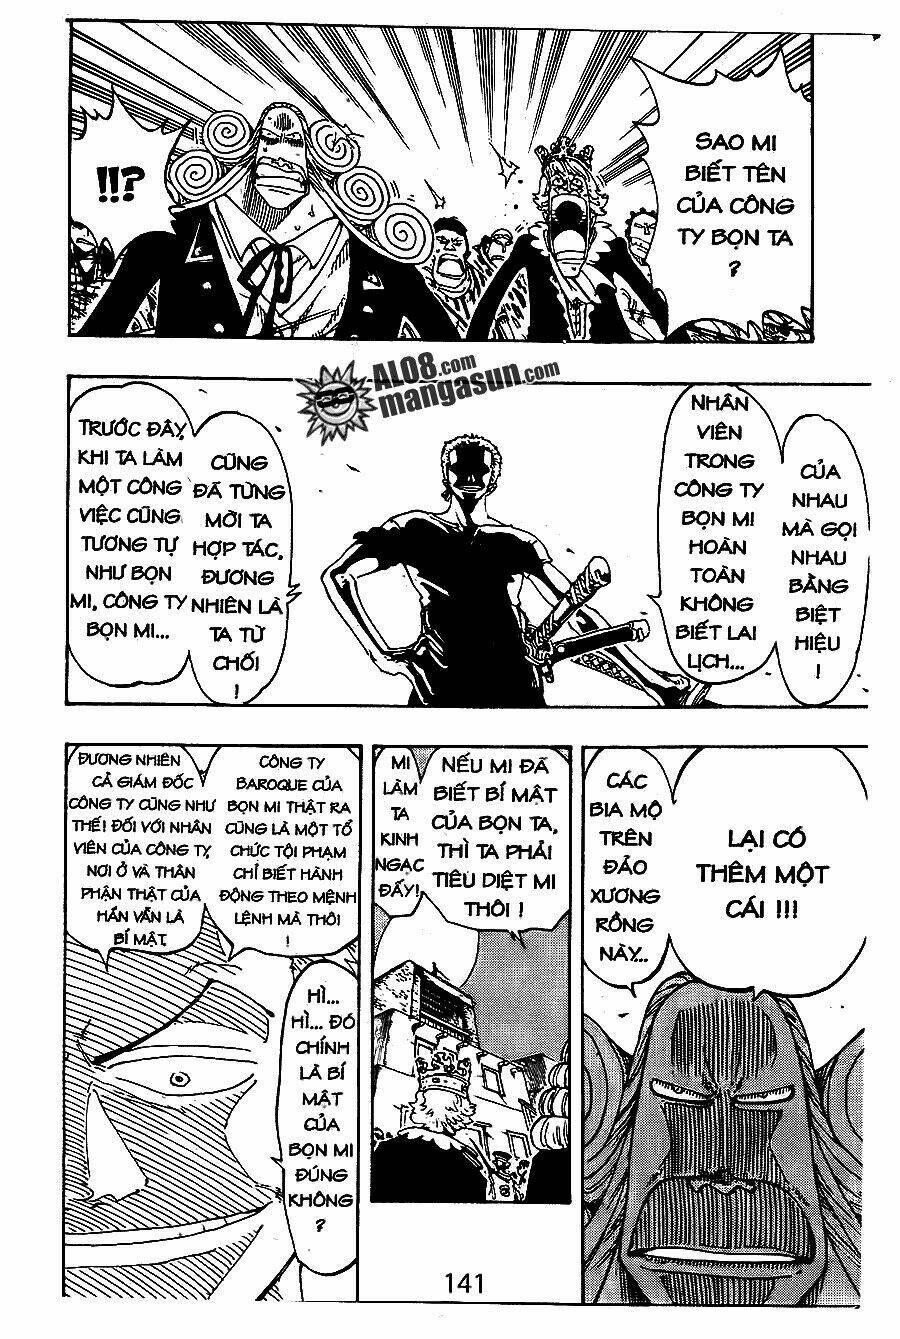 !!?
SAO MI
BIẾT TÊN
CỦA CÔNG
TY BỌN TA
?
AL08.com
mangasun.com
TRƯỚC ĐÂY,
KHI TA LÀM
MỘT CÔNG
VIỆC CŨNG
TƯƠNG TỰ
NHƯ BỌN
MI, CÔNG TY
BỌN MI...
CŨNG
ĐÃ TỪNG
MỜI TA
HỢP TÁC,
ĐƯƠNG
NHIÊN LÀ
TA TỪ
CHỐI
!
NHÂN
VIÊN
TRONG
CÔNG TY
BỌN MI
HOÀN
TOÀN
KHÔNG
BIẾT LAI
LỊCH...
CỦA
NHAU
MÀ GỌI
NHAU
BẰNG
BIỆT
HIỆU
!
ĐƯƠNG NHIÊN
CẢ GIÁM ĐỐC
CÔNG TY CŨNG NHƯ
THẾ! ĐỐI VỚI NHÂN
VIÊN CỦA CÔNG TY,
NƠI Ở VÀ THÂN
PHẬN THẬT CỦA
HẮN VẪN LÀ
BÍ MẬT.
CÔNG TY
BAROQUE CỦA
BỌN MI THẬT RA
CŨNG LÀ MỘT TỔ
CHỨC TỘI PHẠM
CHỈ BIẾT HÀNH
ĐỘNG THEO MỆNH
LỆNH MÀ THÔI
!
HÌ...
HÌ... ĐÓ
CHÍNH
LÀ BÍ
MẬT
CỦA
BỌN MI
ĐÚNG
KHÔNG
?
MI
LÀM
TA
KINH
NGẠC
ĐẤY!
NẾU MI ĐÃ
BIẾT BÍ MẬT
CỦA BỌN TA,
THÌ TA PHẢI
TIÊU DIỆT MI
THÔI !
CÁC
BIA MỘ
TRÊN
ĐẢO
XƯƠNG
RỒNG
NÀY...
LẠI CÓ
THÊM MỘT
CÁI !!!
141